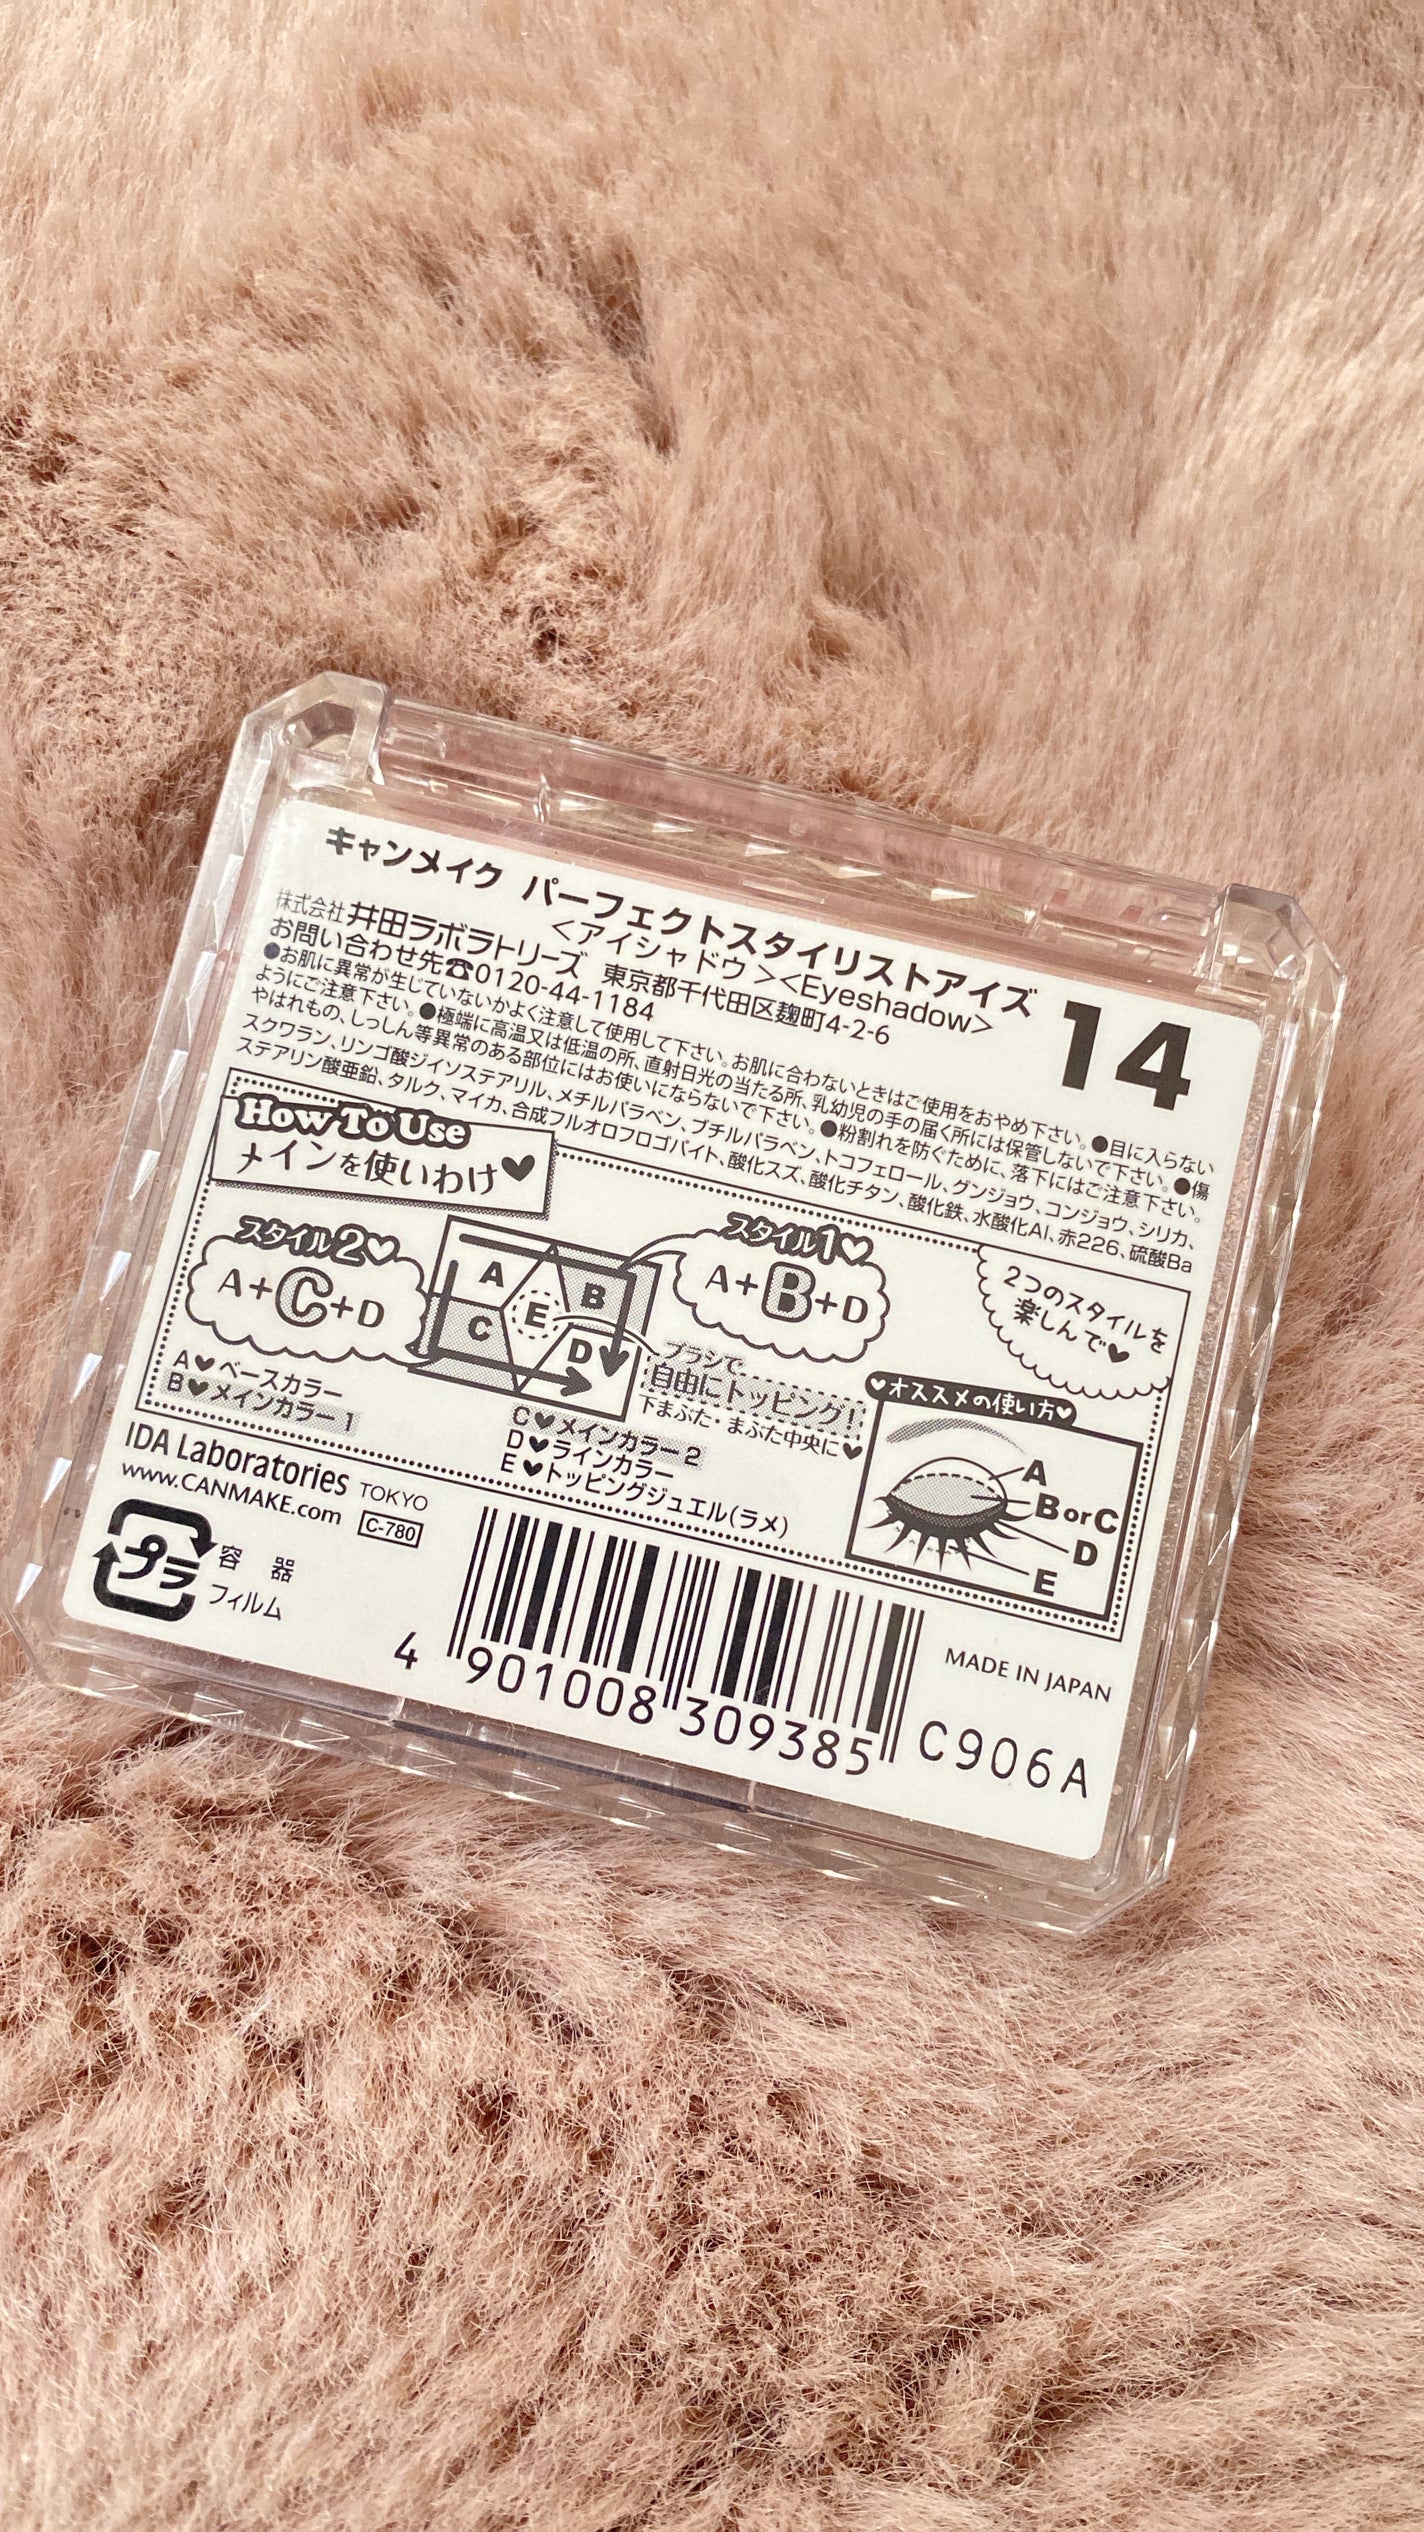 キャンメイク パーフェクトスタイリストアイズ
<アイシャドウ><Eyeshadow>
14
株式会社 井田ラボラトリーズ 東京都千代田区麹町4-2-6
お問い合わせ先☎0120-44-1184
●お肌に異常が生じていないかよく注意して使用して下さい。お肌に合わないときはご使用をおやめ下さい。●目に入らない
ようにご注意下さい。●極端に高温又は低温の所、直射日光の当たる所、乳幼児の手の届く所には保管しないで下さい。●傷
やはれもの、しっしん等異常のある部位にはお使いにならないで下さい。●粉割れを防ぐために、落下にはご注意下さい。
スクワラン、リンゴ酸ジイソステアリル、メチルパラベン、ブチルパラベン、トコフェロール、グンジョウ、コンジョウ、シリカ、
ステアリン酸亜鉛、タルク、マイカ、合成フルオロフロゴパイト、酸化スズ、酸化チタン、酸化鉄、水酸化Al、赤226、硫酸Ba
How To Use
メインを使いわけ♥
スタイル2♡
A+C+D
A
B
C
D
E
スタイル1♡
A+B+D
2つのスタイルを
楽しんで♥
ブラシで
自由にトッピング!
下まぶた・まぶた中央に♥
A♥ベースカラー
B♥メインカラー1
C♥メインカラー2
D♥ラインカラー
E♥トッピングジュエル(ラメ)
♥オススメの使い方♥
A
B or C
D
E
IDA Laboratories TOKYO
www.CANMAKE.com C-780
プラ
容器
フィルム
4 901008 309385
MADE IN JAPAN
C906A